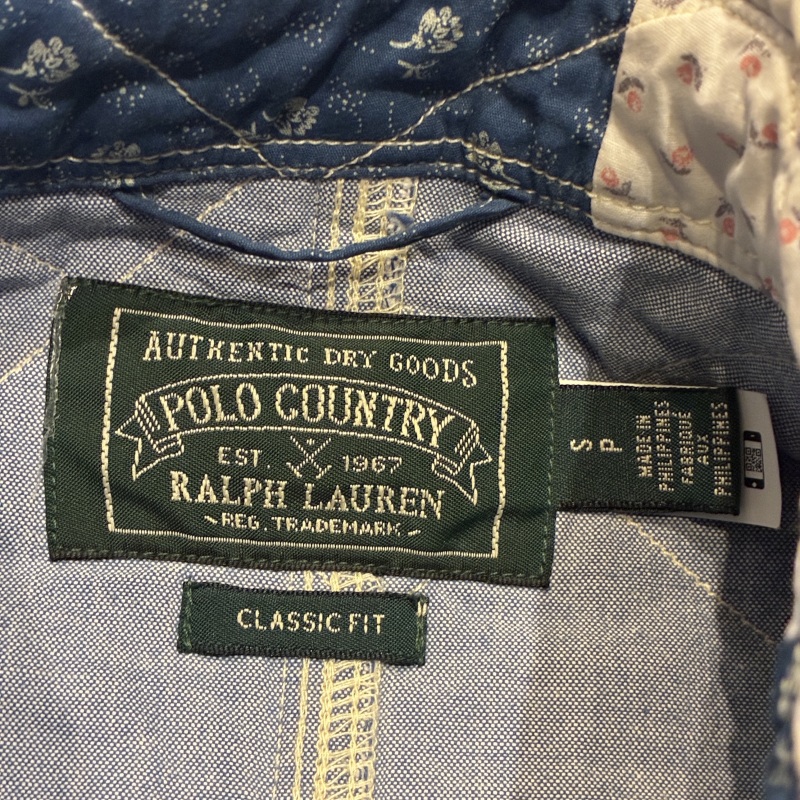 AUTHENTIC DRY GOODS
POLO COUNTRY
EST. 1967
RALPH LAUREN
REG. TRADEMARK
CLASSIC FIT
S
P
MADE IN
PHILIPPINES
FABRIQUÉ
AUX
PHILIPPINES